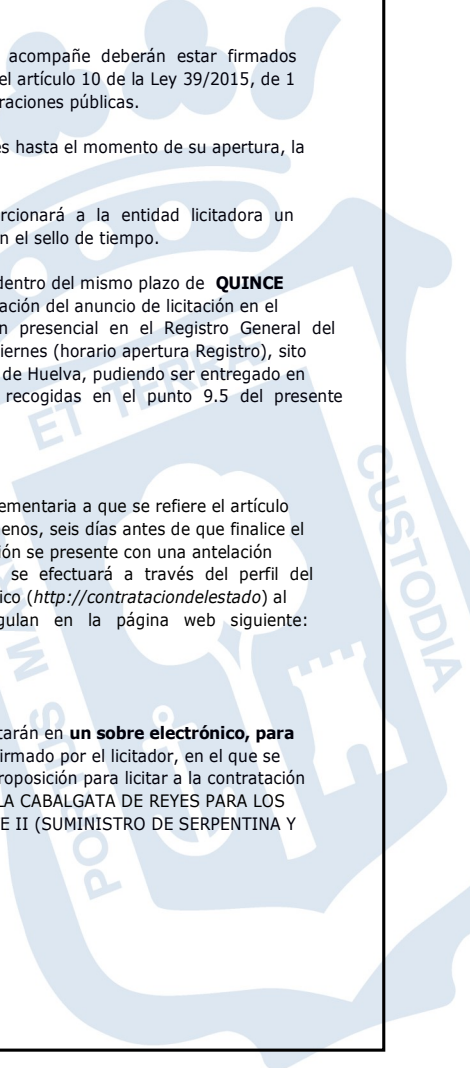 acompañe deberán estar firmados
el artículo 10 de la Ley 39/2015, de 1
raciones públicas.
s hasta el momento de su apertura, la
rcionará a la entidad licitadora un
n el sello de tiempo.
dentro del mismo plazo de QUINCE
ación del anuncio de licitación en el
n presencial en el Registro General del
iernes (horario apertura Registro), sito
de Huelva, pudiendo ser entregado en
recogidas en el punto 9.5 del presente
ementaria a que se refiere el artículo
enos, seis días antes de que finalice el
ión se presente con una antelación
se efectuará a través del perfil del
ico (http://contrataciondelestado) al
gulan en la página web siguiente:
tarán en un sobre electrónico, para
irmado por el licitador, en el que se
roposición para licitar a la contratación
LA CABALGATA DE REYES PARA LOS
E II (SUMINISTRO DE SERPENTINA Y
PORTUS MARIS ET TERRAE CUSTODIA